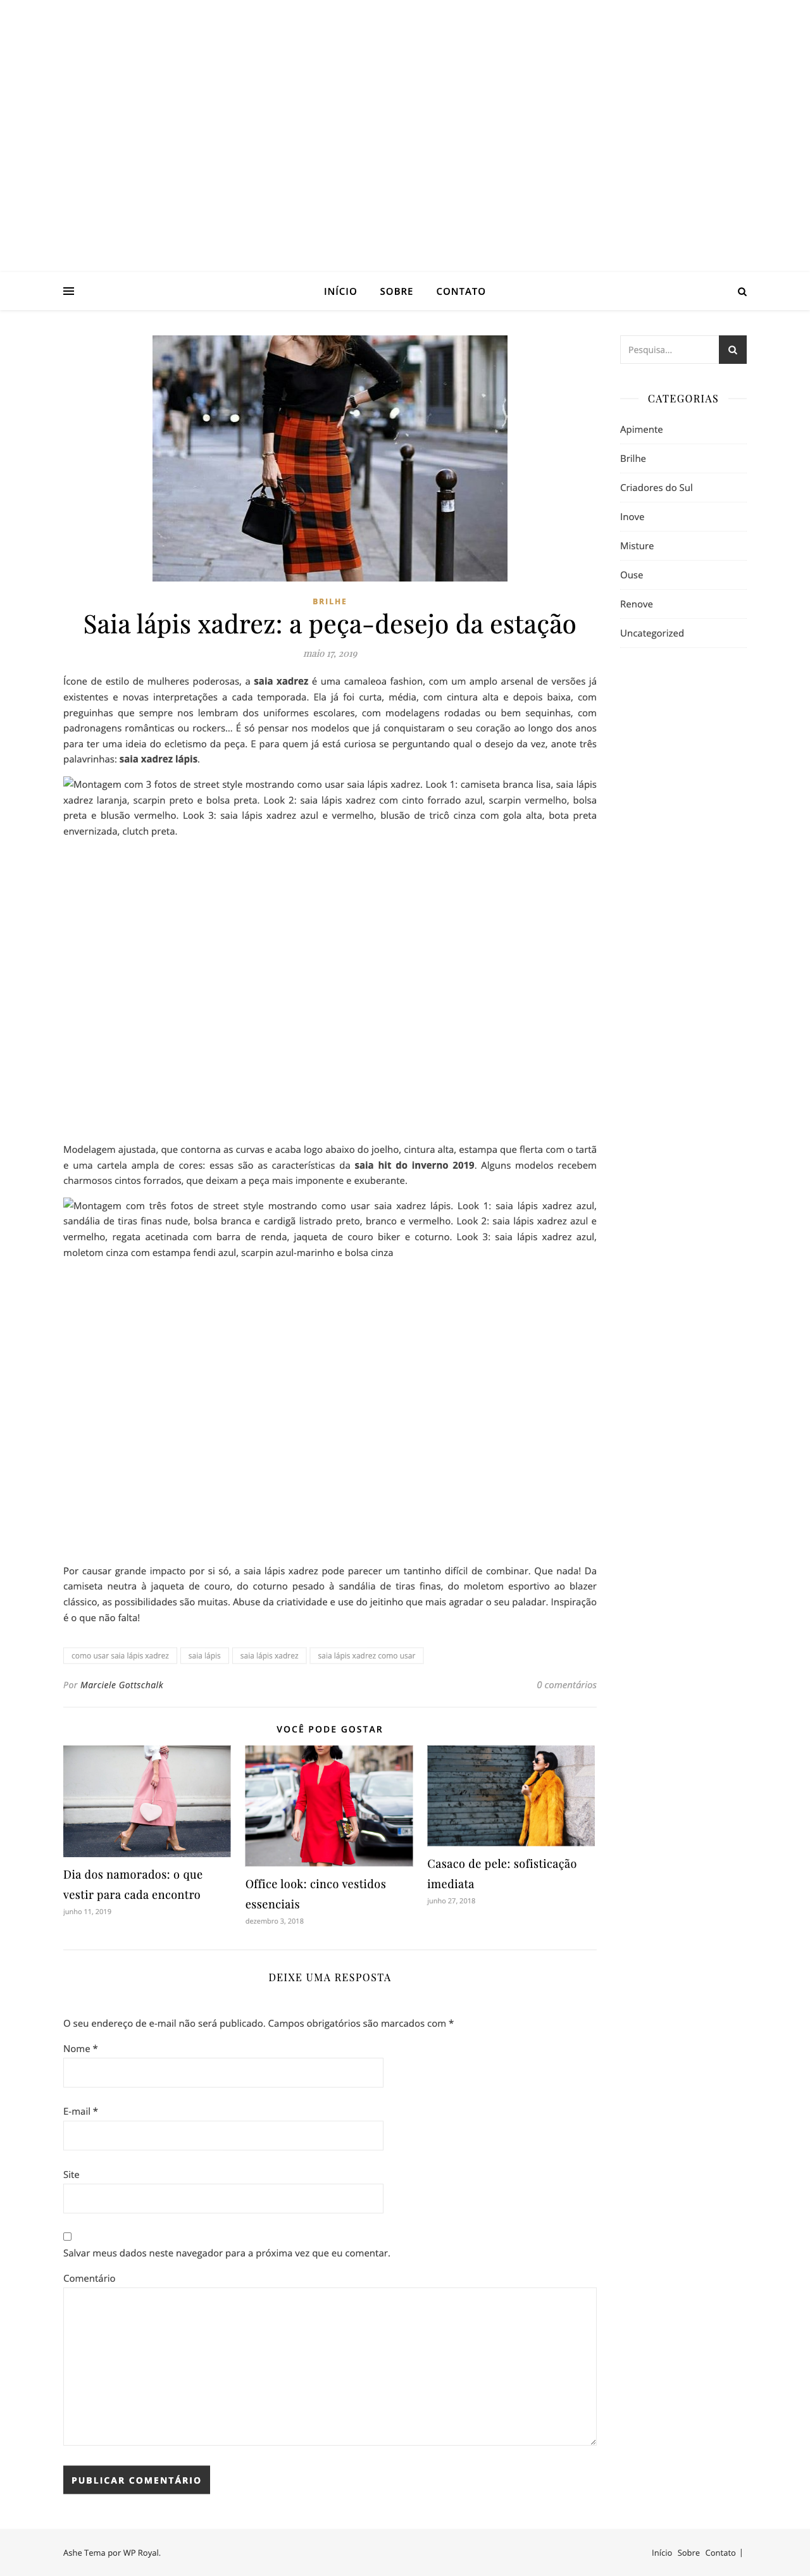 INÍCIO SOBRE CONTATO
BRILHE
Saia lápis xadrez: a peça-desejo da estação
maio 17, 2019
Ícone de estilo de mulheres poderosas, a saia xadrez é uma camaleoa fashion, com um amplo arsenal de versões já
existentes e novas interpretações a cada temporada. Ela já foi curta, média, com cintura alta e depois baixa, com
preguinhas que sempre nos lembram dos uniformes escolares, com modelagens rodadas ou bem sequinhas, com
padronagens românticas ou rockers... É só pensar nos modelos que já conquistaram o seu coração ao longo dos anos
para ter uma ideia do ecletismo da peça. E para quem já está curiosa se perguntando qual o desejo da vez, anote três
palavrinhas: saia xadrez lápis.
Montagem com 3 fotos de street style mostrando como usar saia lápis xadrez. Look 1: camiseta branca lisa, saia lápis
xadrez laranja, scarpin preto e bolsa preta. Look 2: saia lápis xadrez com cinto forrado azul, scarpin vermelho, bolsa
preta e blusão vermelho. Look 3: saia lápis xadrez azul e vermelho, blusão de tricô cinza com gola alta, bota preta
envernizada, clutch preta.
Modelagem ajustada, que contorna as curvas e acaba logo abaixo do joelho, cintura alta, estampa que flerta com o tartã
e uma cartela ampla de cores: essas são as características da saia hit do inverno 2019. Alguns modelos recebem
charmosos cintos forrados, que deixam a peça mais imponente e exuberante.
Montagem com três fotos de street style mostrando como usar saia xadrez lápis. Look 1: saia lápis xadrez azul,
sandália de tiras finas nude, bolsa branca e cardigã listrado preto, branco e vermelho. Look 2: saia lápis xadrez azul e
vermelho, regata acetinada com barra de renda, jaqueta de couro biker e coturno. Look 3: saia lápis xadrez azul,
moletom cinza com estampa fendi azul, scarpin azul-marinho e bolsa cinza
Por causar grande impacto por si só, a saia lápis xadrez pode parecer um tantinho difícil de combinar. Que nada! Da
camiseta neutra à jaqueta de couro, do coturno pesado à sandália de tiras finas, do moletom esportivo ao blazer
clássico, as possibilidades são muitas. Abuse da criatividade e use do jeitinho que mais agradar o seu paladar. Inspiração
é o que não falta!
como usar saia lápis xadrez saia lápis saia lápis xadrez saia lápis xadrez como usar
Por Marciele Gottschalk 0 comentários
VOCÊ PODE GOSTAR
Dia dos namorados: o que
vestir para cada encontro
junho 11, 2019
Office look: cinco vestidos
essenciais
dezembro 3, 2018
Casaco de pele: sofisticação
imediata
junho 27, 2018
DEIXE UMA RESPOSTA
O seu endereço de e-mail não será publicado. Campos obrigatórios são marcados com *
Nome *
E-mail *
Site
Salvar meus dados neste navegador para a próxima vez que eu comentar.
Comentário
PUBLICAR COMENTÁRIO
Pesquisa...
CATEGORIAS
Apimente
Brilhe
Criadores do Sul
Inove
Misture
Ouse
Renove
Uncategorized
Ashe Tema por WP Royal.
Início Sobre Contato |